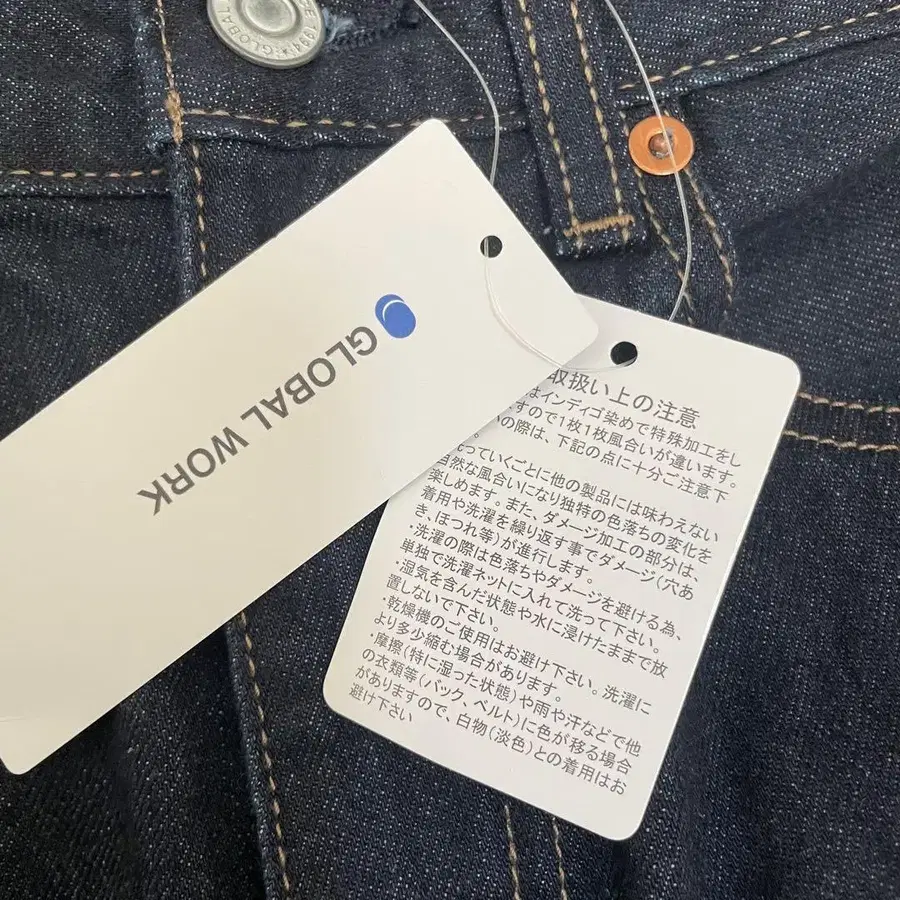 1994★GLOBAL
GLOBAL WORK
取扱い上の注意
はインディゴ染めで特殊加工をし
すので1枚1枚風合いが違います。
の際は、下記の点に十分ご注意下
っていくごとに他の製品には味わえない
自然な風合いになり独特の色落ちの変化を
楽しめます。また、ダメージ加工の部分は、
着用や洗濯を繰り返す事でダメージ(穴あ
き、ほつれ等)が進行します。
・洗濯の際は色落ちやダメージを避ける為、
単独で洗濯ネットに入れて洗って下さい。
・湿気を含んだ状態や水に浸けたままで放
置しないで下さい。
・乾燥機のご使用はお避け下さい。洗濯に
より多少縮む場合があります。
・摩擦(特に湿った状態)や雨や汗などで他
の衣類等(バック、ベルト)に色が移る場合
がありますので、白物(淡色)との着用はお
避け下さい